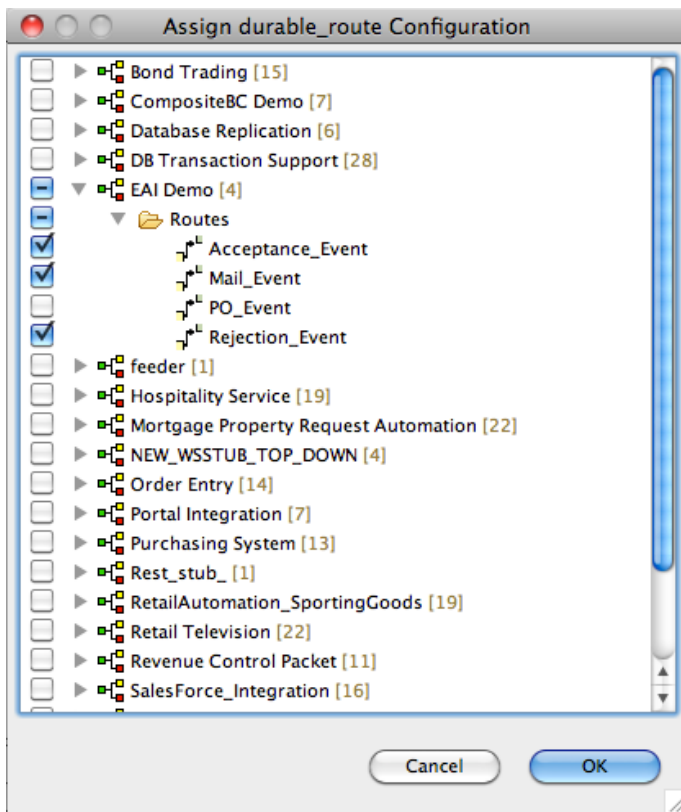 Assign durable_route Configuration
Bond Trading [15]
CompositeBC Demo [7]
Database Replication [6]
DB Transaction Support [28]
EAI Demo [4]
Routes
Acceptance_Event
Mail_Event
PO_Event
Rejection_Event
feeder [1]
Hospitality Service [19]
Mortgage Property Request Automation [22]
NEW_WSSTUB_TOP_DOWN [4]
Order Entry [14]
Portal Integration [7]
Purchasing System [13]
Rest_stub_ [1]
RetailAutomation_SportingGoods [19]
Retail Television [22]
Revenue Control Packet [11]
SalesForce_Integration [16]
Cancel OK